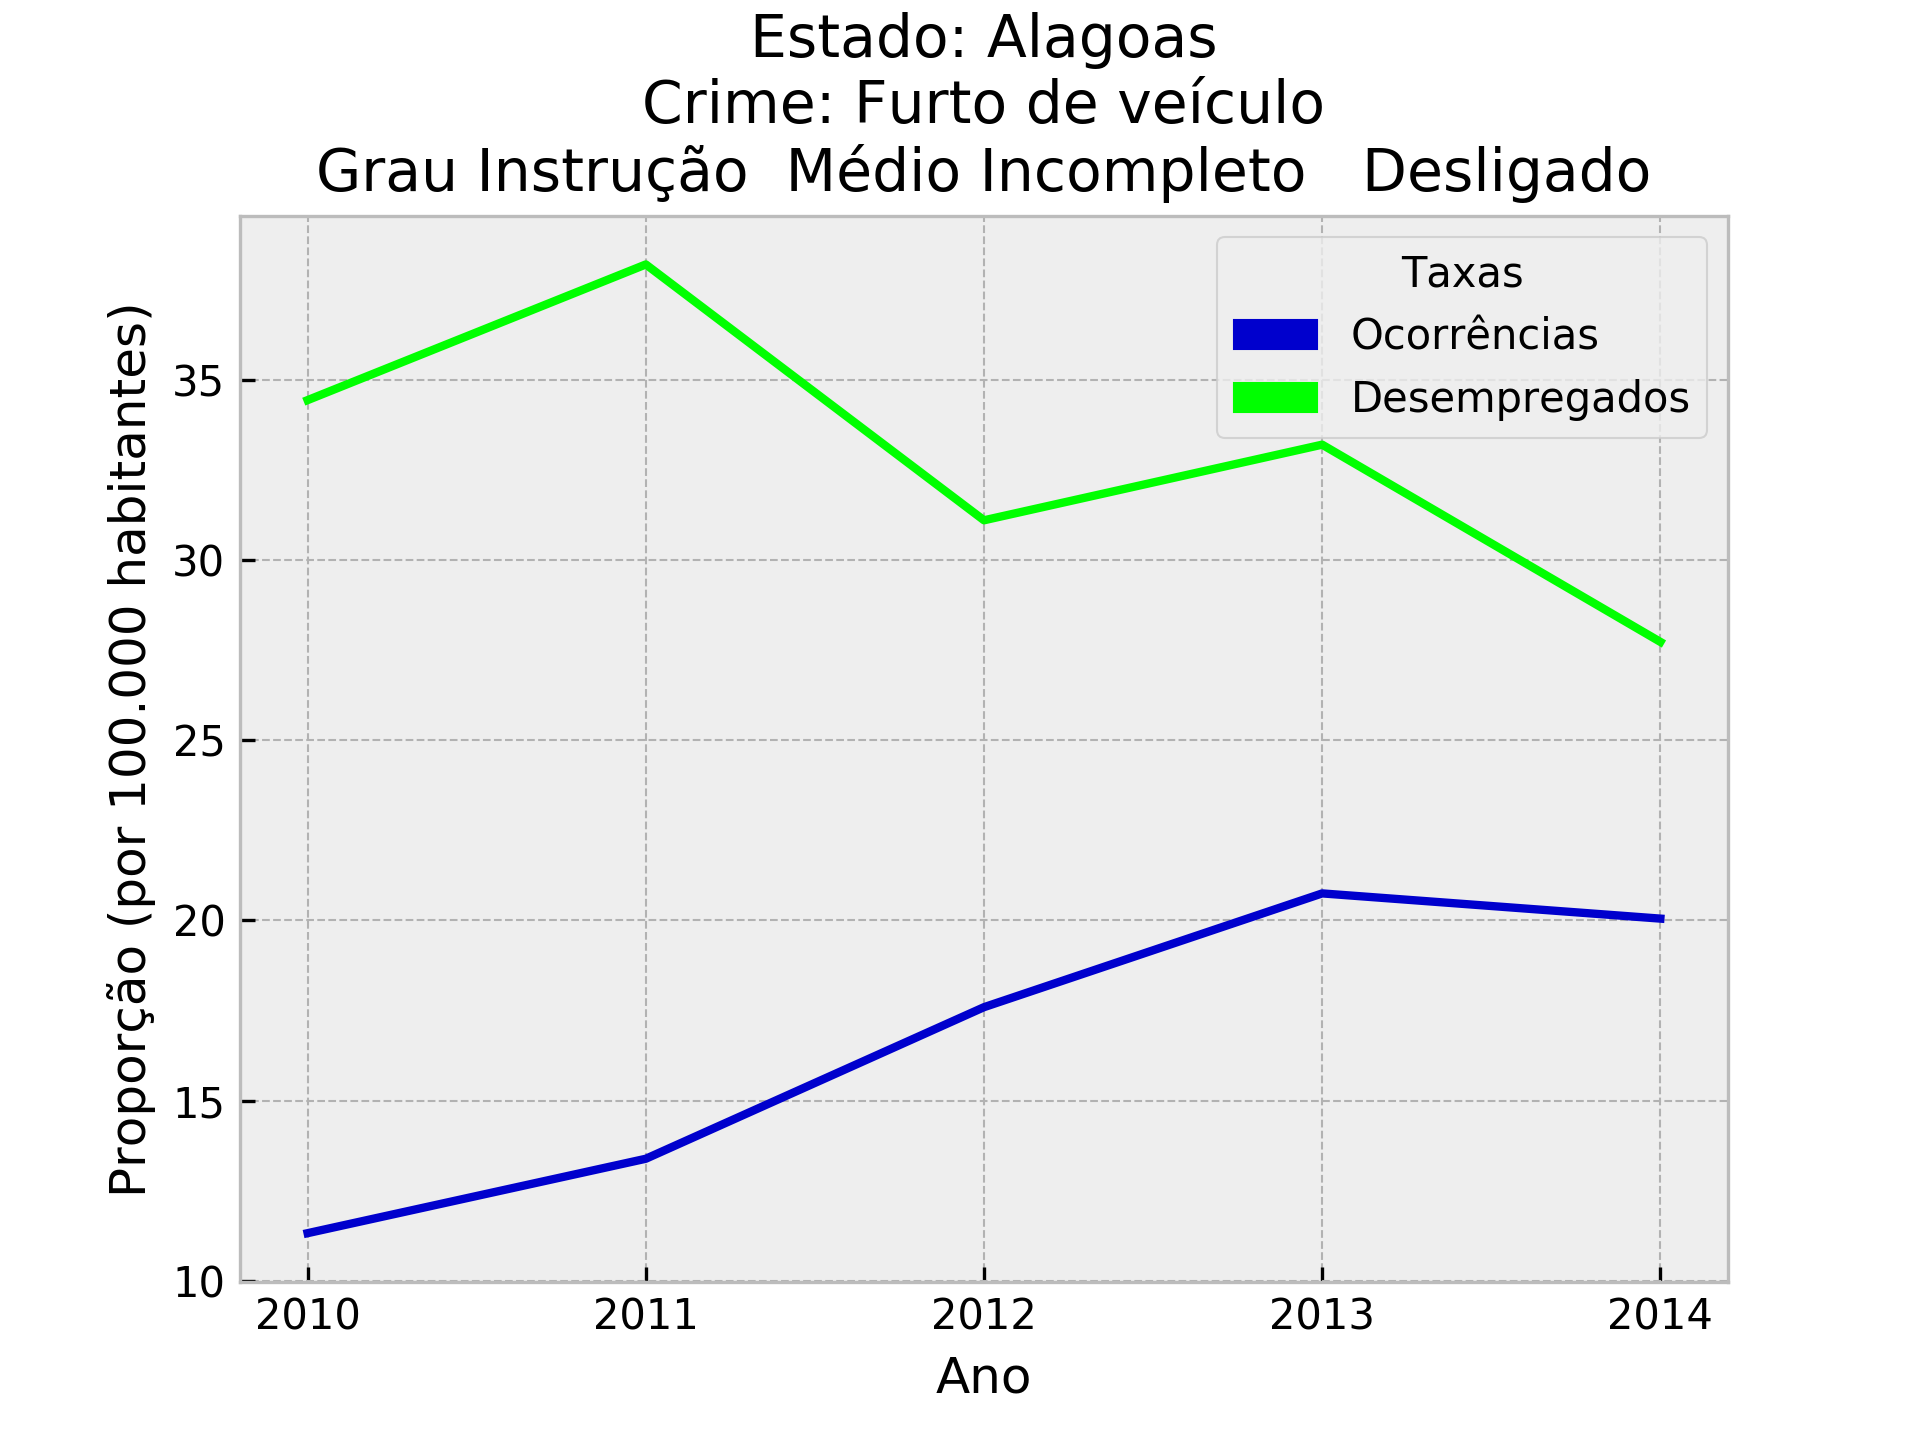 Estado: Alagoas
Crime: Furto de veículo
Grau Instrução  Médio Incompleto   Desligado
Taxas
Ocorrências
Desempregados
Proporção (por 100.000 habitantes)
35
30
25
20
15
10
2010 2011 2012 2013 2014
Ano